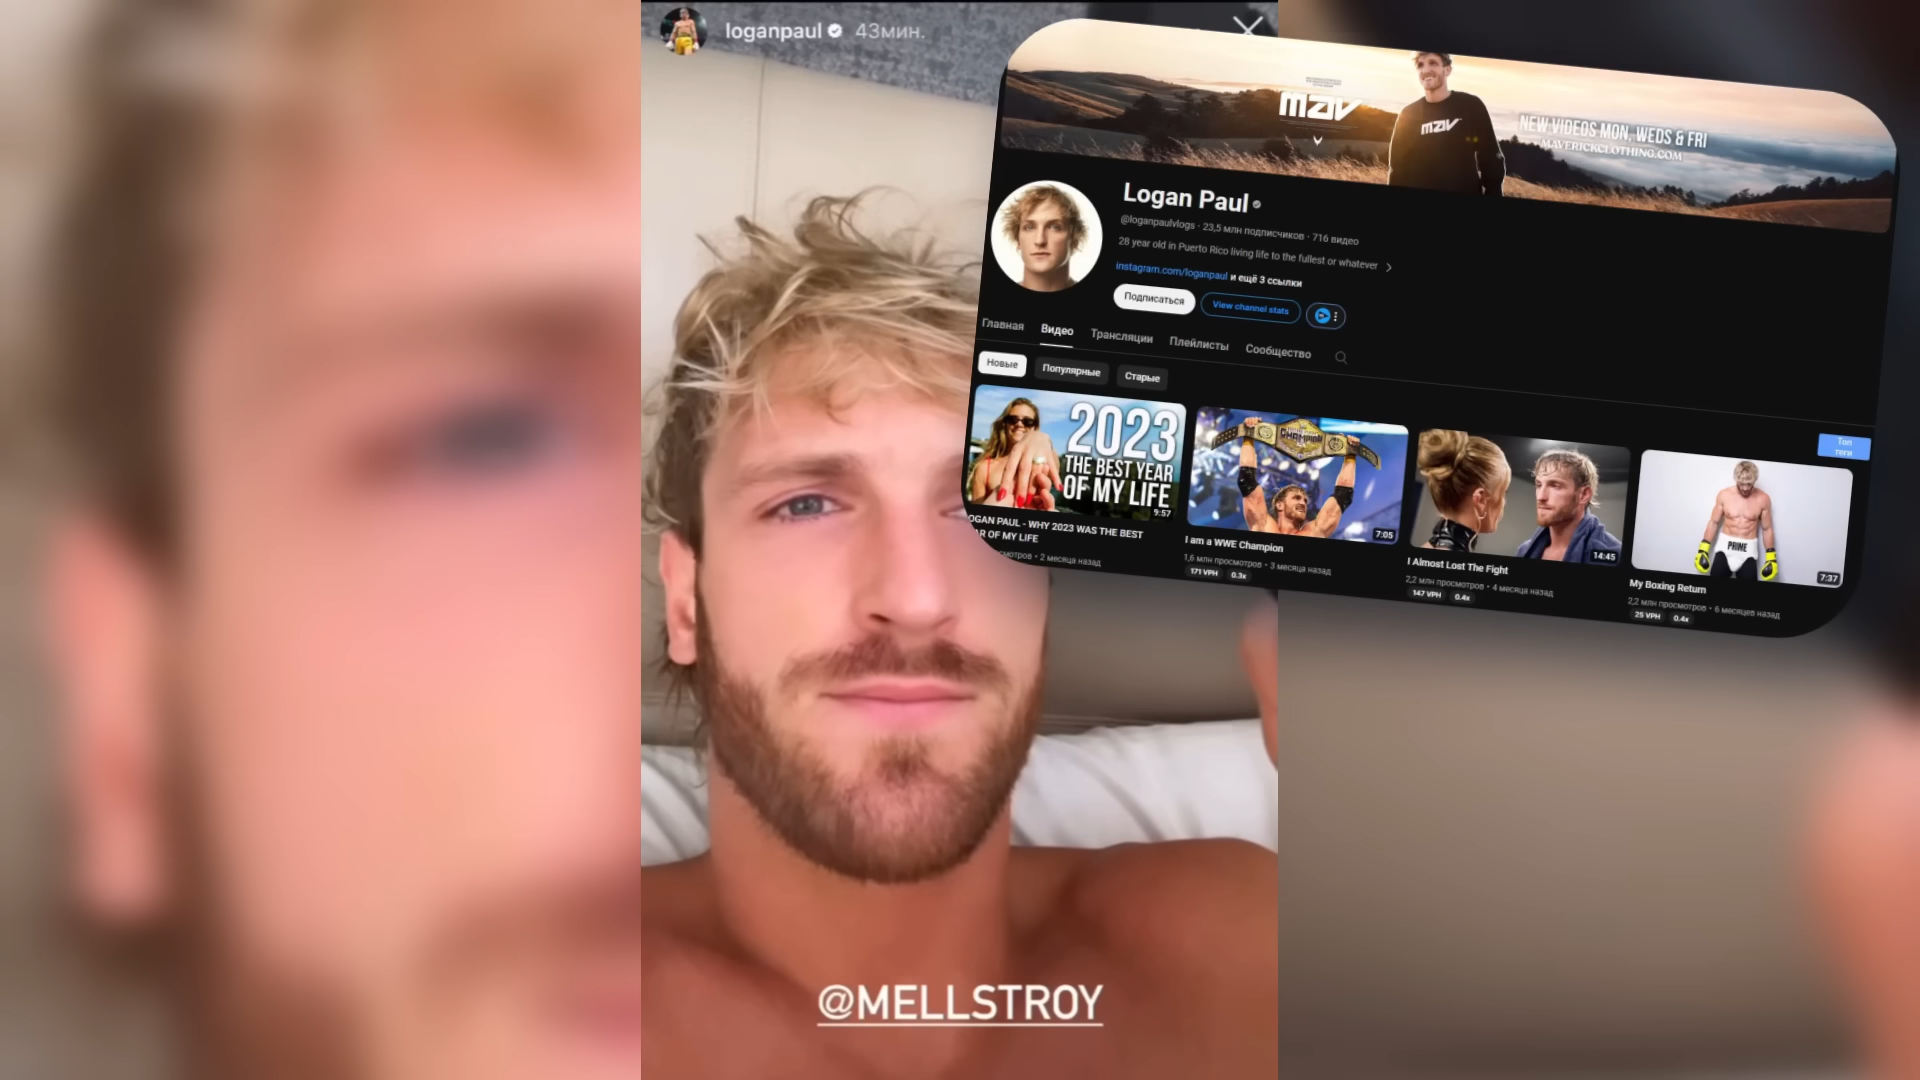 loganpaul 43мин.
mav
mav
NEW VIDEOS MON, WEDS & FRI
MAVERICKCLOTHING.COM
Logan Paul
@loganpaulvlogs · 23,5 млн подписчиков · 716 видео
28 year old in Puerto Rico living life to the fullest or whatever
instagram.com/loganpaul и ещё 3 ссылки
Подписаться View channel stats
Главная Видео Трансляции Плейлисты Сообщество
Новые Популярные Старые
Топ
теги
2023
THE BEST YEAR
OF MY LIFE
9:57
CHAMPION
7:05
14:45
PRIME
7:37
OGAN PAUL - WHY 2023 WAS THE BEST
AR OF MY LIFE
2 месяца назад
I am a WWE Champion
1,6 млн просмотров • 3 месяца назад
171 VPH 0.3x
I Almost Lost The Fight
2,2 млн просмотров • 4 месяца назад
147 VPH 0.4x
My Boxing Return
2,2 млн просмотров • 6 месяцев назад
25 VPH 0.4x
@MELLSTROY